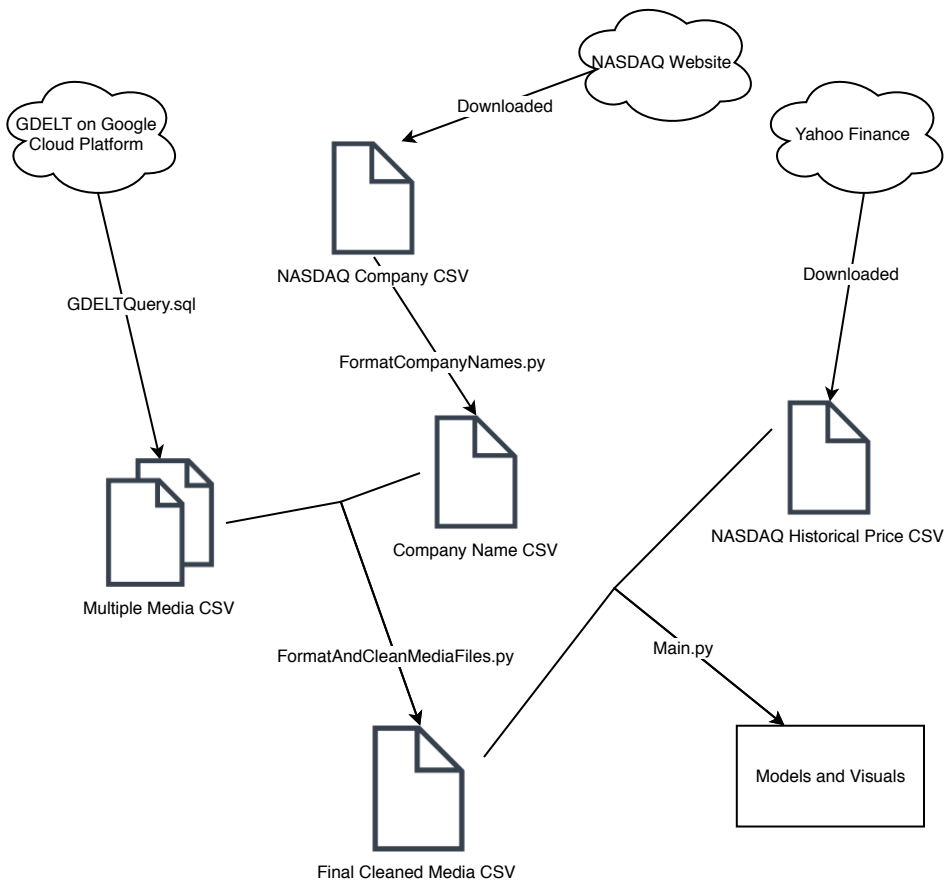 NASDAQ Website
Downloaded
GDELT on Google
Cloud Platform
Yahoo Finance
NASDAQ Company CSV
Downloaded
GDELTQuery.sql
FormatCompanyNames.py
NASDAQ Historical Price CSV
Company Name CSV
Multiple Media CSV
FormatAndCleanMediaFiles.py
Main.py
Models and Visuals
Final Cleaned Media CSV